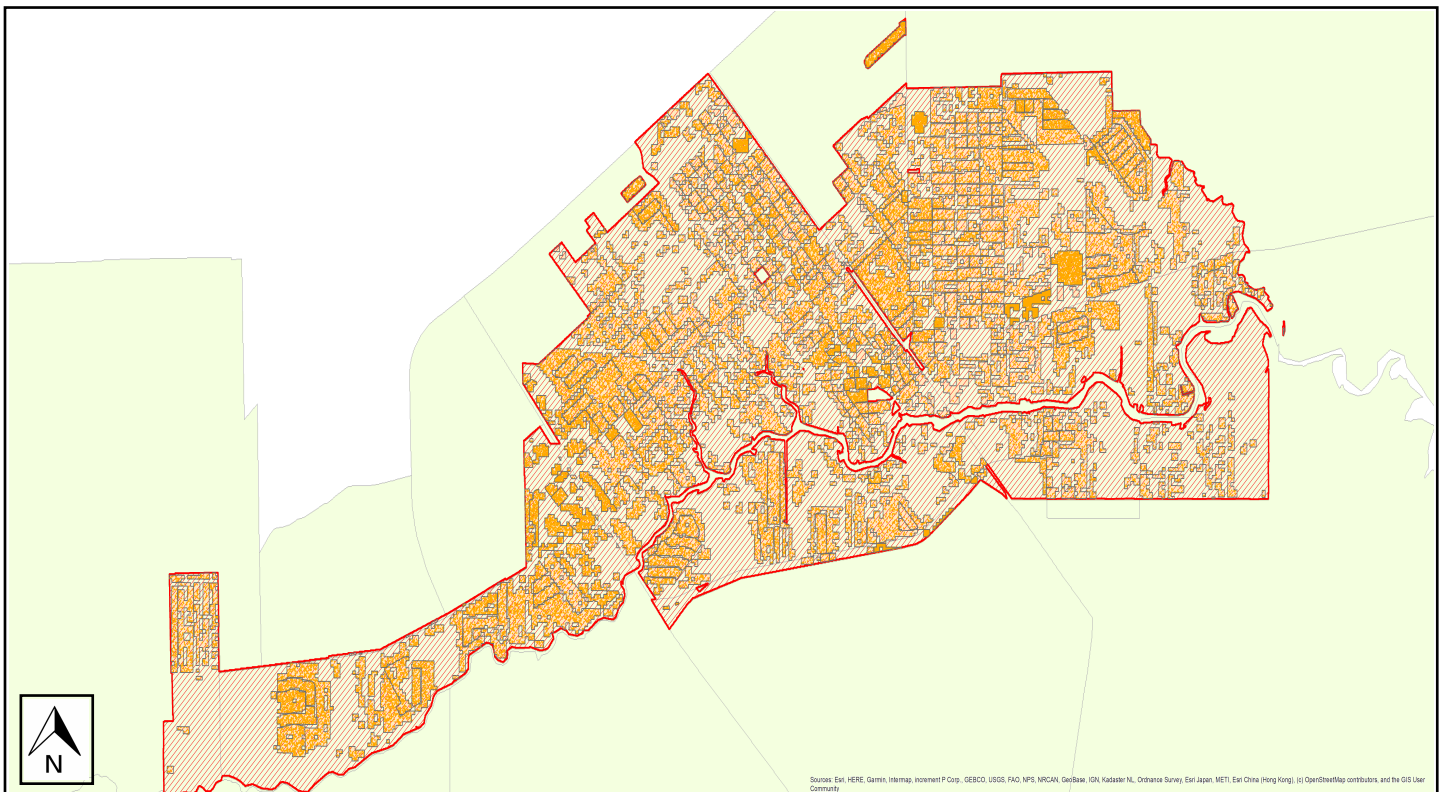 N
Sources: Esri, HERE, Garmin, Intermap, increment P Corp., GEBCO, USGS, FAO, NPS, NRCAN, GeoBase, IGN, Kadaster NL, Ordnance Survey, Esri Japan, METI, Esri China (Hong Kong), (c) OpenStreetMap contributors, and the GIS User
Community